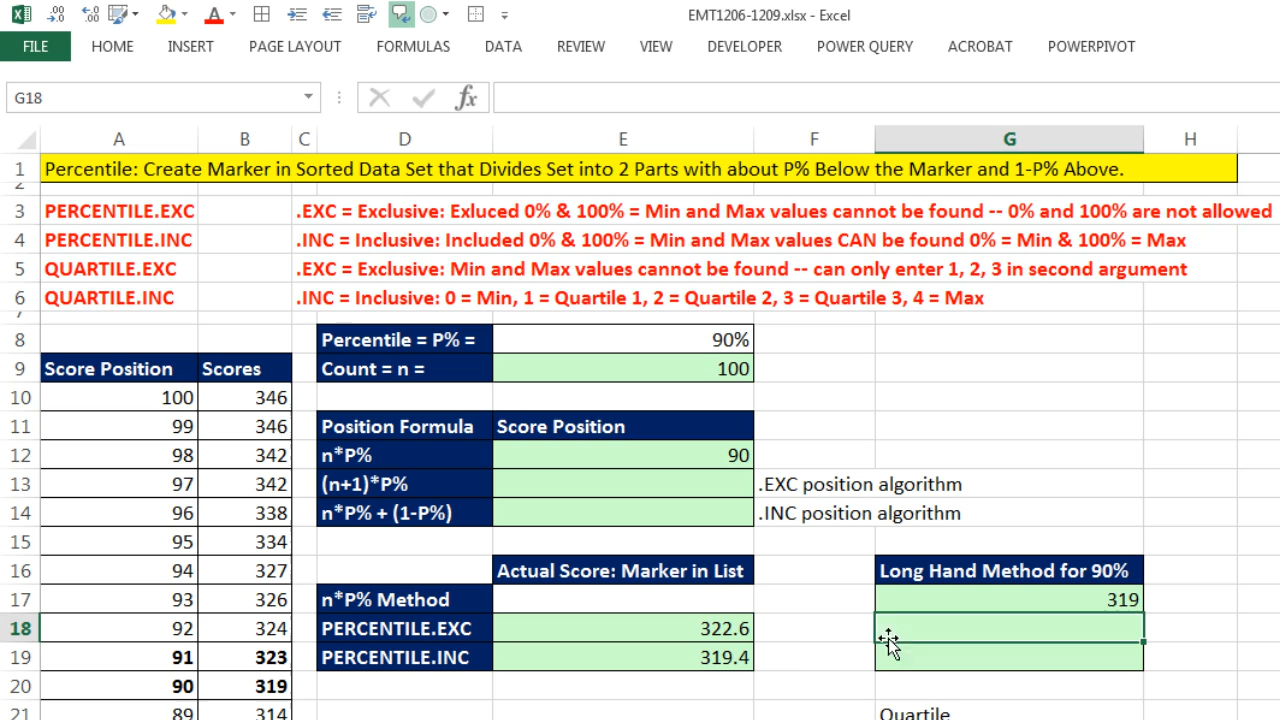 EMT1206-1209.xlsx - Excel
FILE HOME INSERT PAGE LAYOUT FORMULAS DATA REVIEW VIEW DEVELOPER POWER QUERY ACROBAT POWERPIVOT
G18 fx
A B C D E F G H
1 Percentile: Create Marker in Sorted Data Set that Divides Set into 2 Parts with about P% Below the Marker and 1-P% Above.
2
3 PERCENTILE.EXC .EXC = Exclusive: Exluced 0% & 100% = Min and Max values cannot be found -- 0% and 100% are not allowed
4 PERCENTILE.INC .INC = Inclusive: Included 0% & 100% = Min and Max values CAN be found 0% = Min & 100% = Max
5 QUARTILE.EXC .EXC = Exclusive: Min and Max values cannot be found -- can only enter 1, 2, 3 in second argument
6 QUARTILE.INC .INC = Inclusive: 0 = Min, 1 = Quartile 1, 2 = Quartile 2, 3 = Quartile 3, 4 = Max
7
8 Percentile = P% = 90%
9 Score Position Scores Count = n = 100
10 100 346
11 99 346 Position Formula Score Position
12 98 342 n*P% 90
13 97 342 (n+1)*P% .EXC position algorithm
14 96 338 n*P% + (1-P%) .INC position algorithm
15 95 334
16 94 327 Actual Score: Marker in List Long Hand Method for 90%
17 93 326 n*P% Method 319
18 92 324 PERCENTILE.EXC 322.6
19 91 323 PERCENTILE.INC 319.4
20 90 319
21 89 314 Quartile